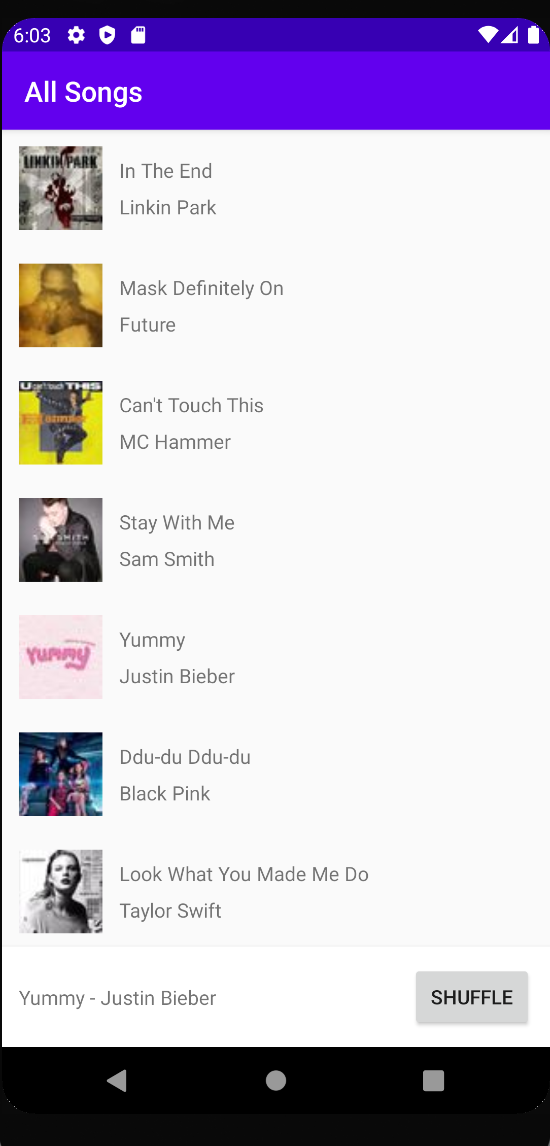 6:03
All Songs
LINKIN PARK
In The End
Linkin Park
Mask Definitely On
Future
U can't touch THIS
Can't Touch This
MC Hammer
Stay With Me
Sam Smith
Yummy
Yummy
Justin Bieber
Ddu-du Ddu-du
Black Pink
Look What You Made Me Do
Taylor Swift
Yummy - Justin Bieber
SHUFFLE